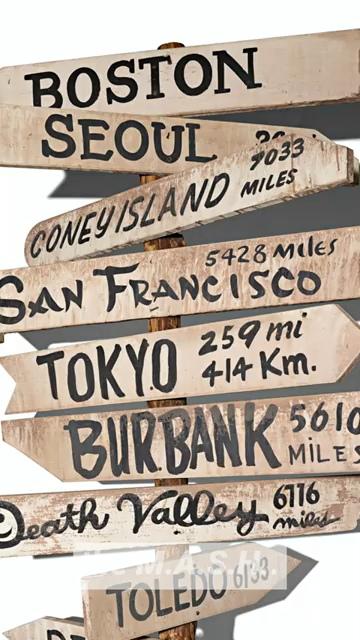 BOSTON
SEOUL
7033
CONEY ISLAND MILES
5428 MILES
SAN FRANCISCO
TOKYO 259 mi
414 Km.
BURBANK 5610
MILES
Death Valley 6116
miles
M.A.S.H.
TOLEDO 6133